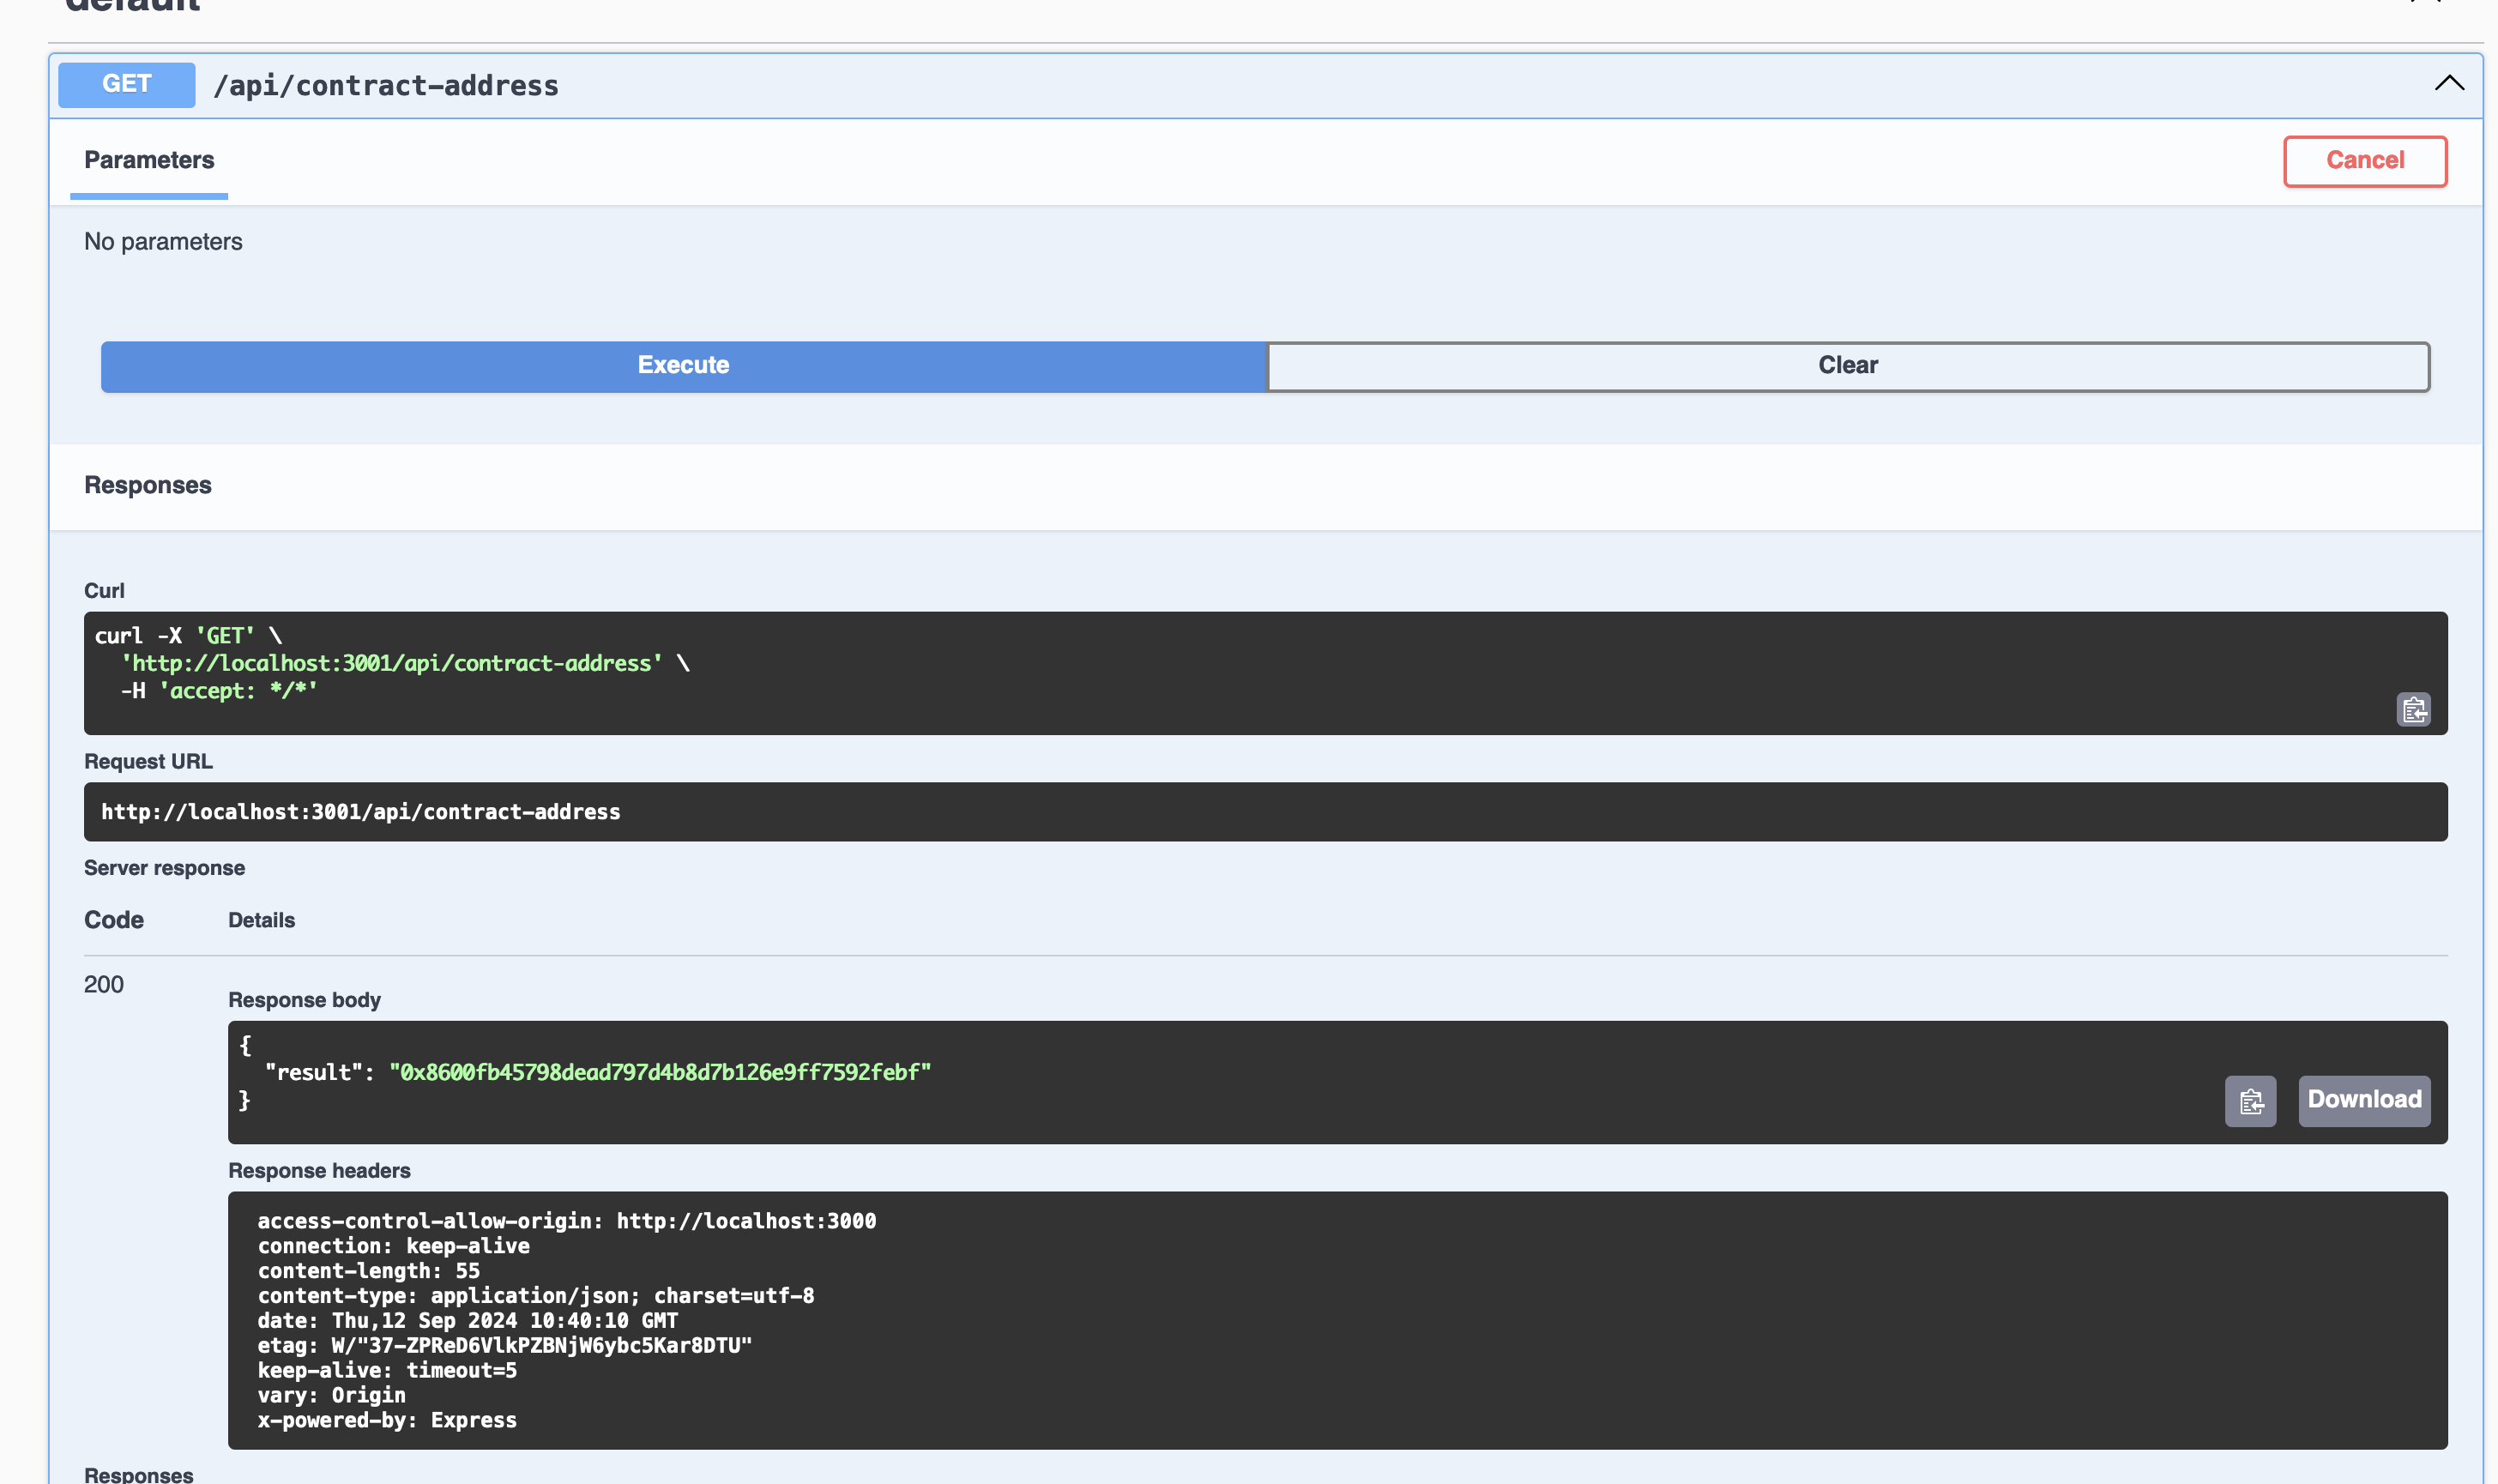 default
GET /api/contract-address
Parameters
Cancel
No parameters
Execute
Clear
Responses
Curl
curl -X 'GET' \
'http://localhost:3001/api/contract-address' \
-H 'accept: */*'
Request URL
http://localhost:3001/api/contract-address
Server response
Code Details
200
Response body
{
"result": "0x8600fb45798dead797d4b8d7b126e9ff7592febf"
}
Download
Response headers
access-control-allow-origin: http://localhost:3000
connection: keep-alive
content-length: 55
content-type: application/json; charset=utf-8
date: Thu,12 Sep 2024 10:40:10 GMT
etag: W/"37-ZPReD6VlkPZBNjW6ybc5Kar8DTU"
keep-alive: timeout=5
vary: Origin
x-powered-by: Express
Responses